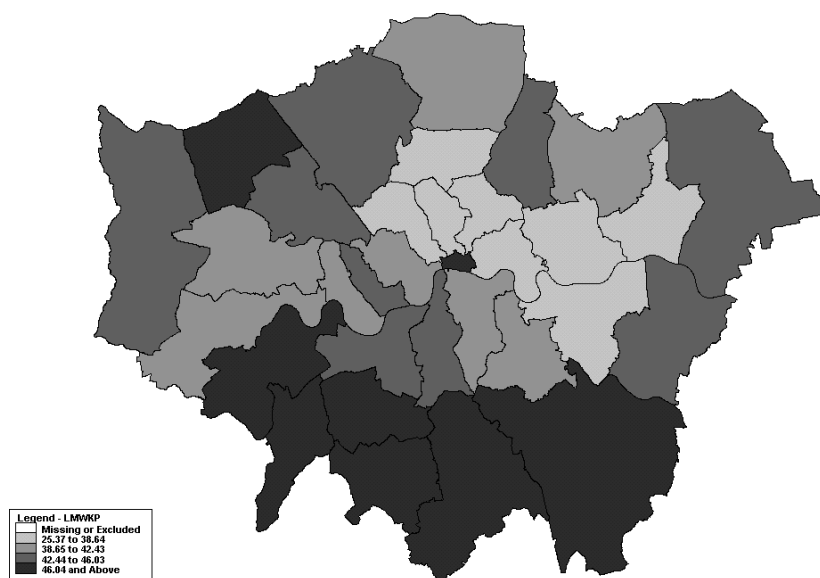 Legend - LMWKP
Missing or Excluded
25.37 to 38.64
38.65 to 42.43
42.44 to 46.03
46.04 and Above